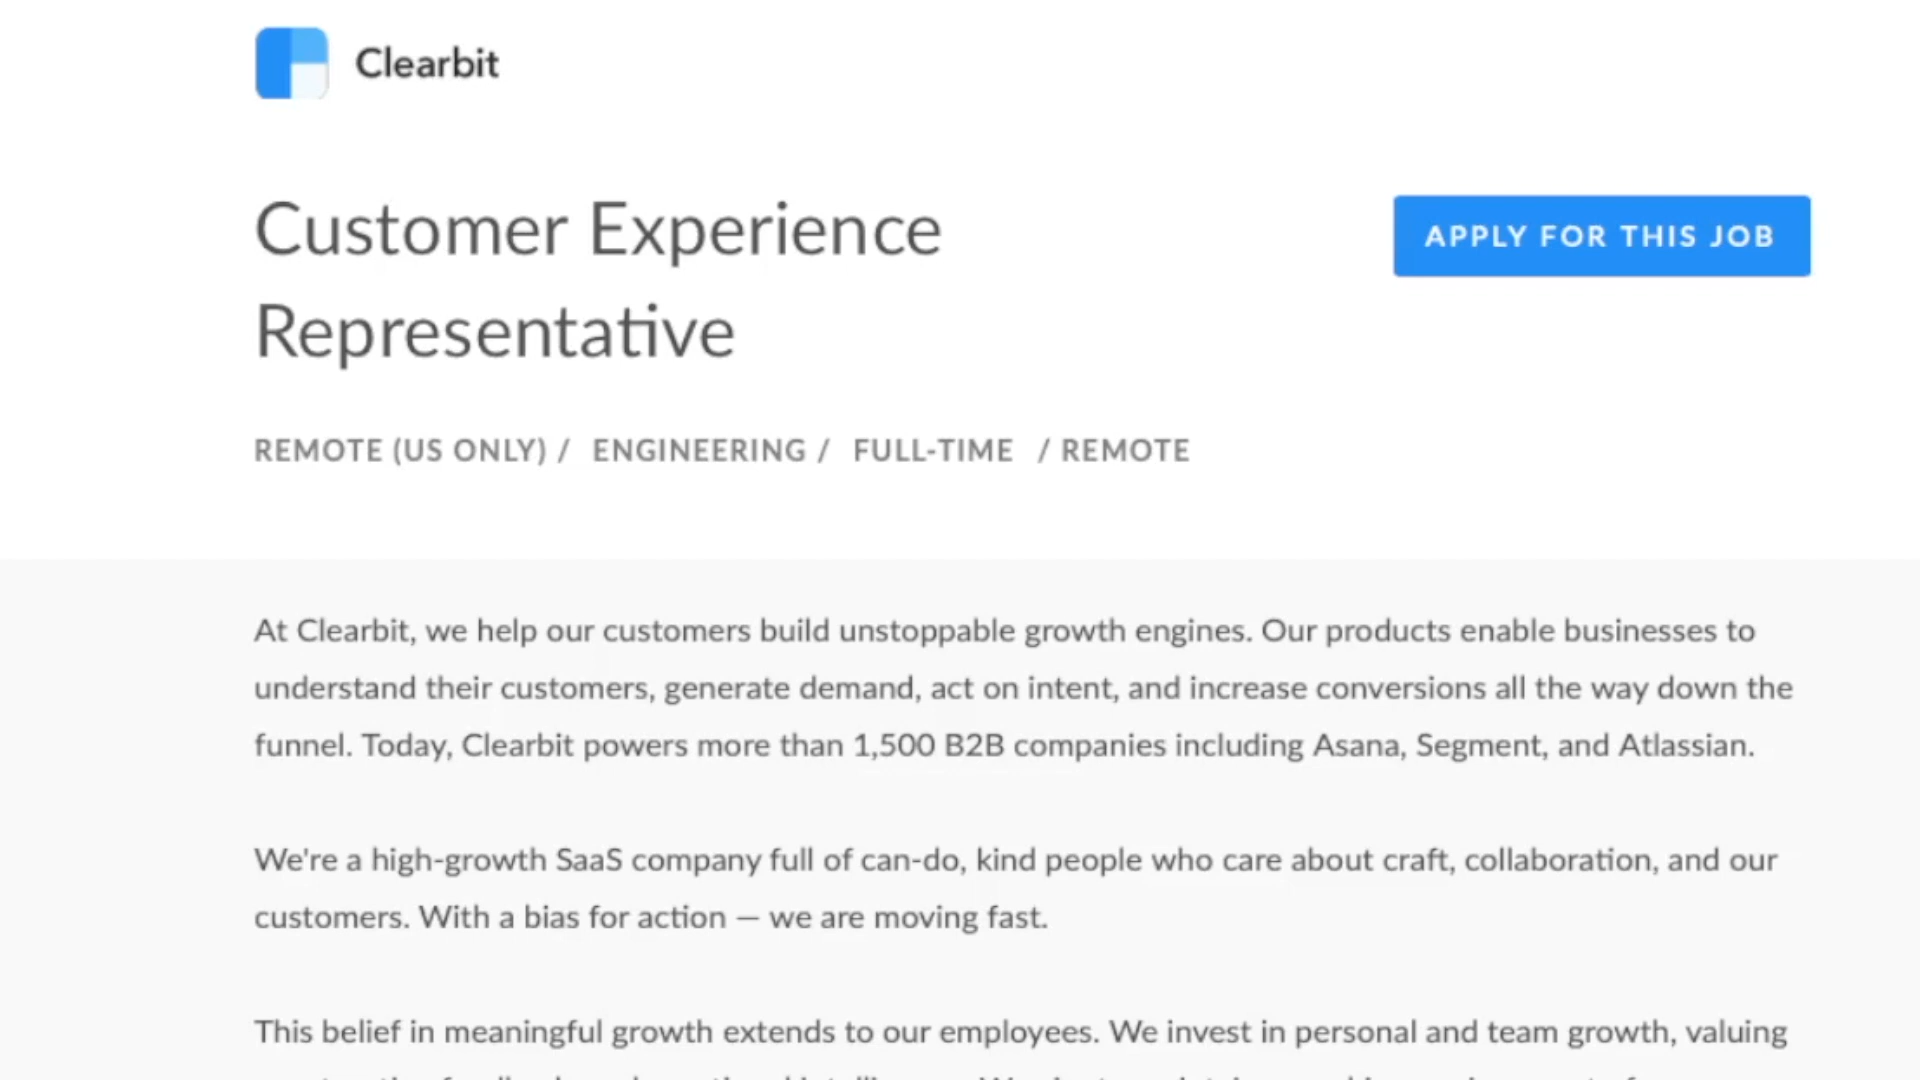 Clearbit
Customer Experience
Representative
APPLY FOR THIS JOB
REMOTE (US ONLY) / ENGINEERING / FULL-TIME / REMOTE
At Clearbit, we help our customers build unstoppable growth engines. Our products enable businesses to
understand their customers, generate demand, act on intent, and increase conversions all the way down the
funnel. Today, Clearbit powers more than 1,500 B2B companies including Asana, Segment, and Atlassian.
We're a high-growth SaaS company full of can-do, kind people who care about craft, collaboration, and our
customers. With a bias for action — we are moving fast.
This belief in meaningful growth extends to our employees. We invest in personal and team growth, valuing